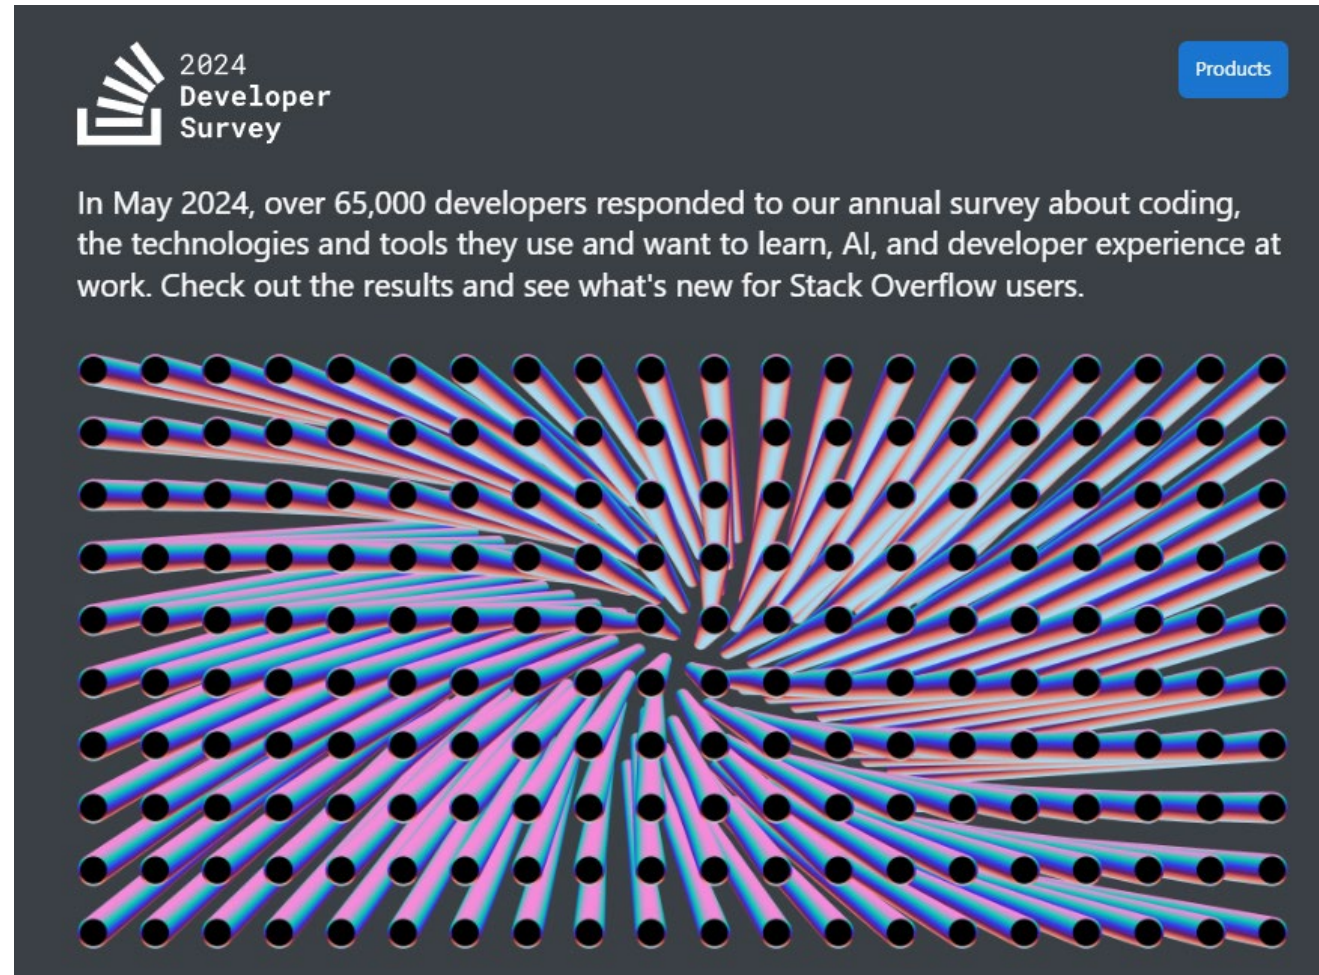 2024
Developer
Survey
Products
In May 2024, over 65,000 developers responded to our annual survey about coding,
the technologies and tools they use and want to learn, AI, and developer experience at
work. Check out the results and see what's new for Stack Overflow users.